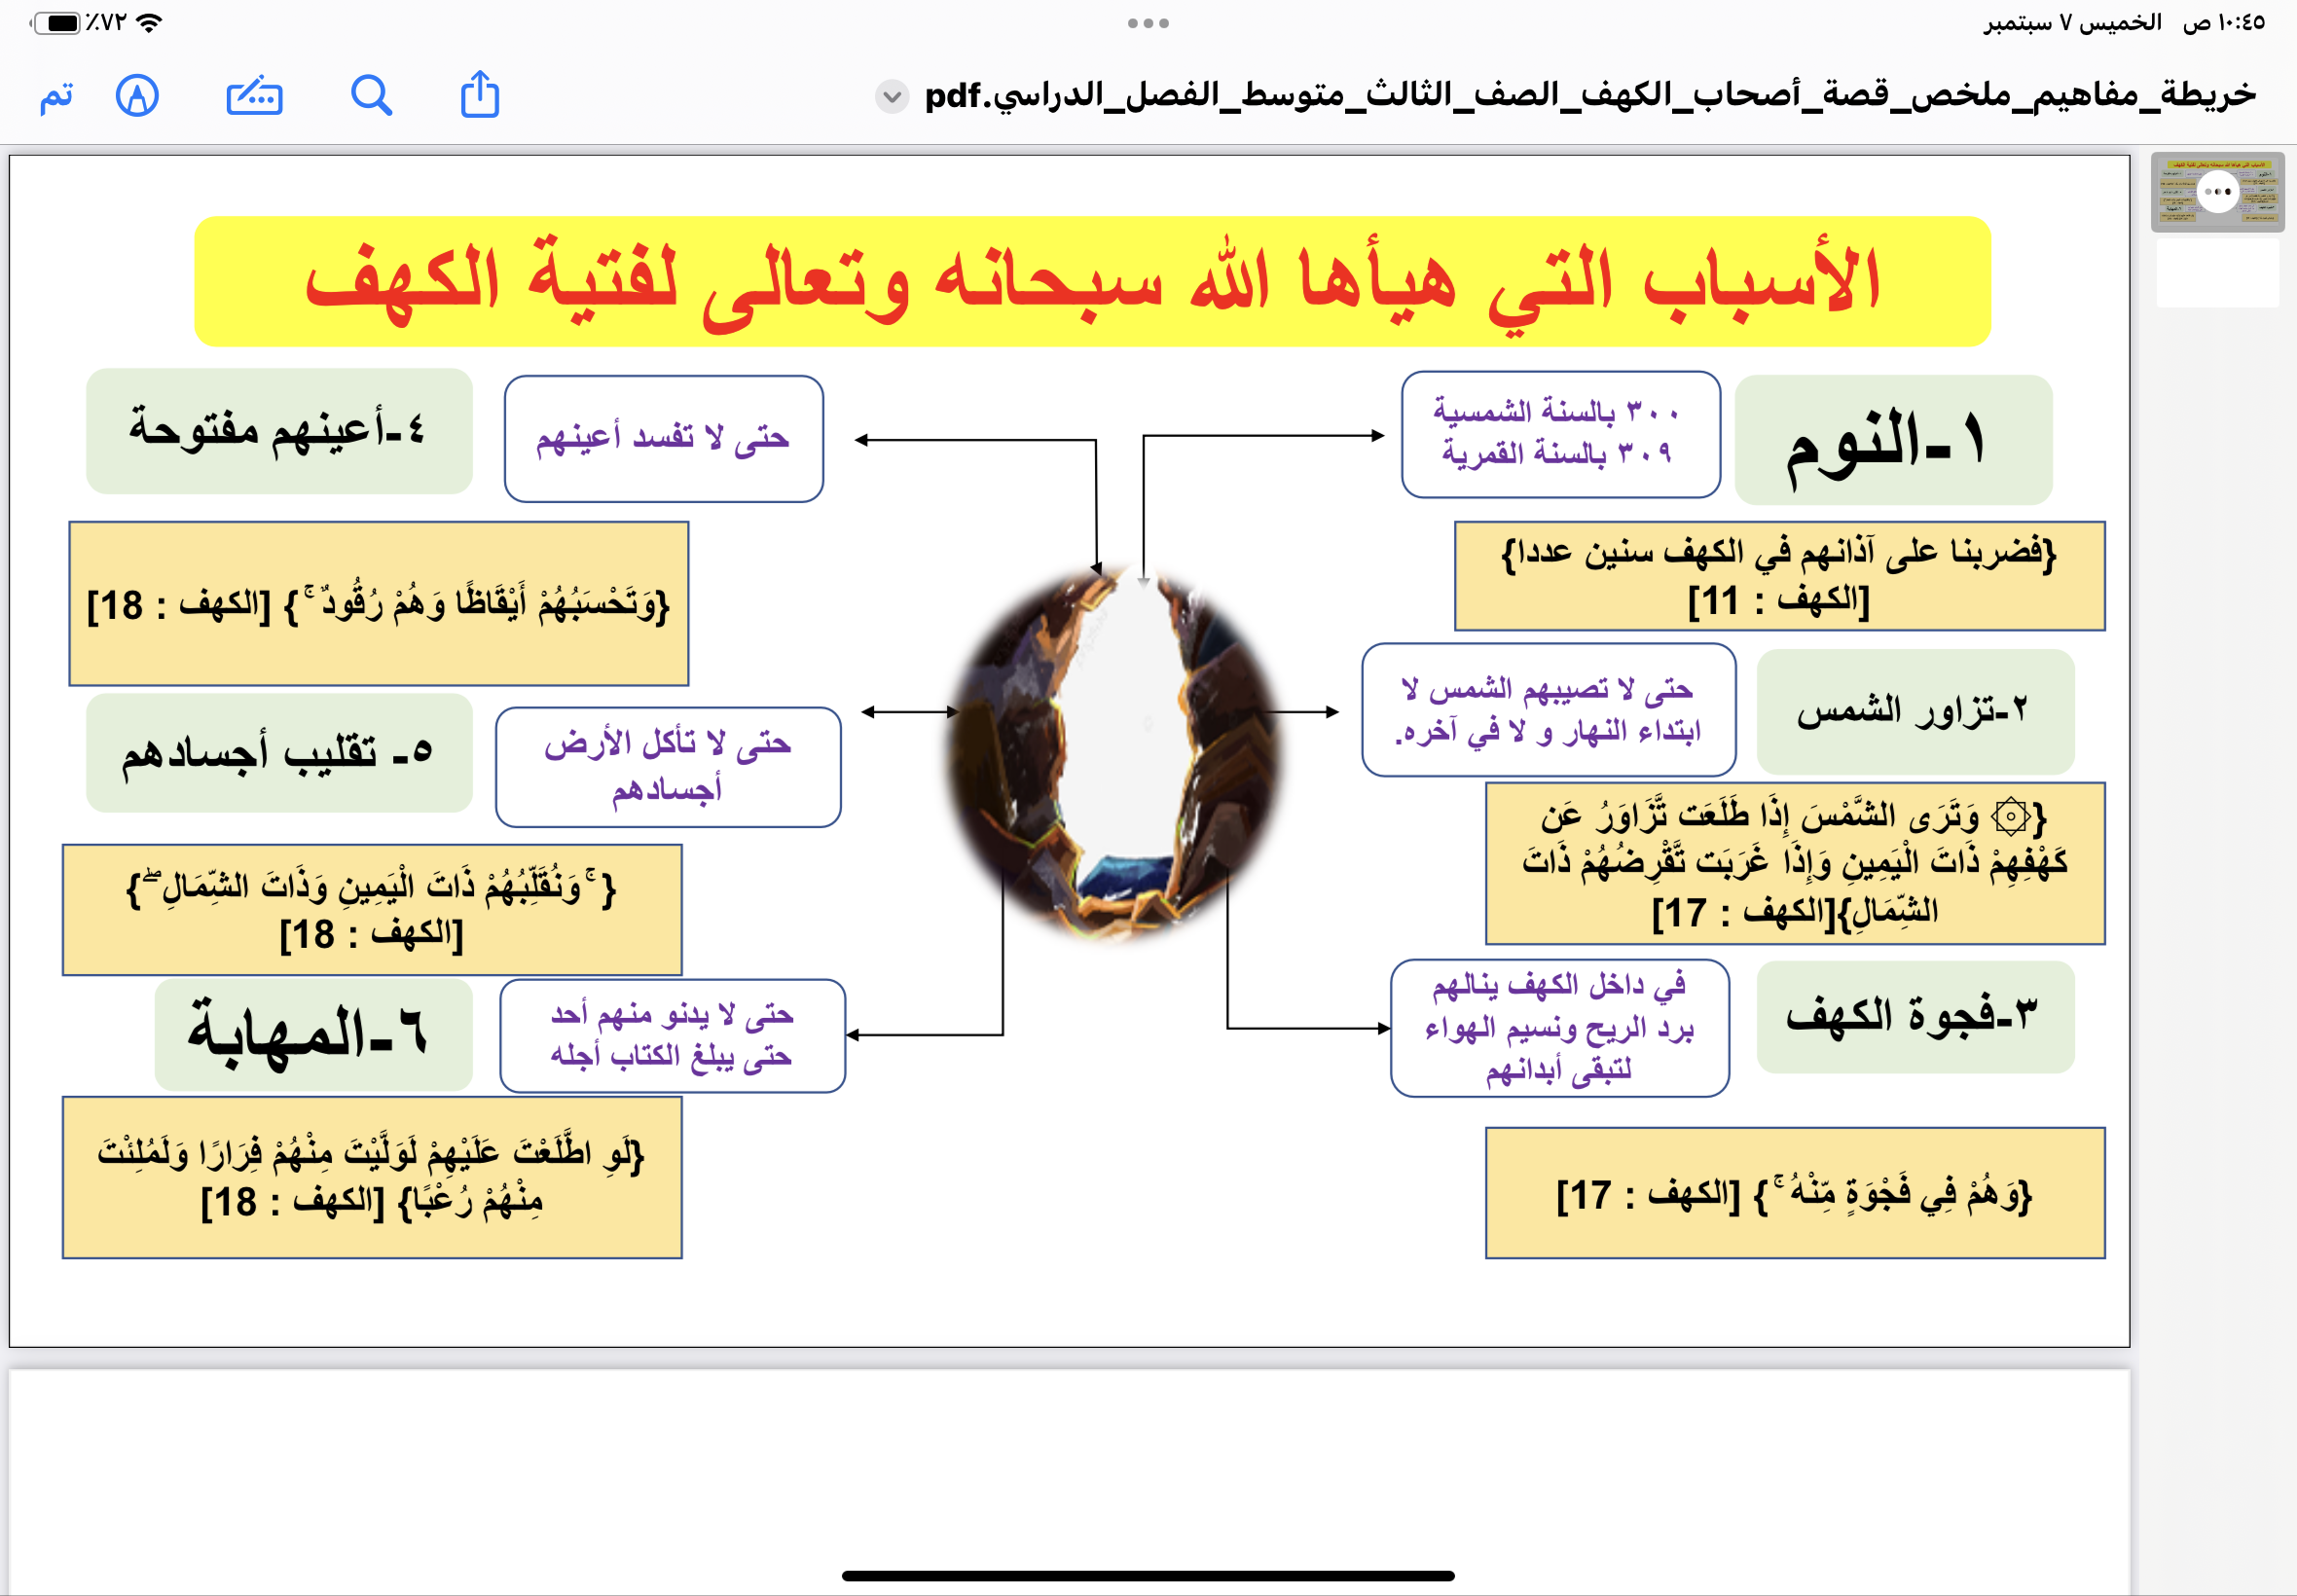 ١٠:٤٥ ص الخميس ٧ سبتمبر
٪٧٢
خريطة_مفاهيم_ملخص_قصة_أصحاب_الكهف_الصف_الثالث_متوسط_الفصل_الدراسي.pdf
تم
الأسباب التي هيأها الله سبحانه وتعالى لفتية الكهف
١-النوم
٣٠٠ بالسنة الشمسية
٣٠٩ بالسنة القمرية
{فضربنا على آذانهم في الكهف سنين عددا}
[الكهف : 11]
٢-تزاور الشمس
حتى لا تصيبهم الشمس لا
ابتداء النهار و لا في آخره.
{۞ وَتَرَى الشَّمْسَ إِذَا طَلَعَت تَّزَاوَرُ عَن
كَهْفِهِمْ ذَاتَ الْيَمِينِ وَإِذَا غَرَبَت تَّقْرِضُهُمْ ذَاتَ
الشِّمَالِ}[الكهف : 17]
٣-فجوة الكهف
في داخل الكهف ينالهم
برد الريح ونسيم الهواء
لتبقى أبدانهم
{وَهُمْ فِي فَجْوَةٍ مِّنْهُ ۚ} [الكهف : 17]
٤-أعينهم مفتوحة
حتى لا تفسد أعينهم
{وَتَحْسَبُهُمْ أَيْقَاظًا وَهُمْ رُقُودٌ ۚ} [الكهف : 18]
٥- تقليب أجسادهم
حتى لا تأكل الأرض
أجسادهم
{ ۚ وَنُقَلِّبُهُمْ ذَاتَ الْيَمِينِ وَذَاتَ الشِّمَالِ ۖ}
[الكهف : 18]
٦-المهابة
حتى لا يدنو منهم أحد
حتى يبلغ الكتاب أجله
{لَوِ اطَّلَعْتَ عَلَيْهِمْ لَوَلَّيْتَ مِنْهُمْ فِرَارًا وَلَمُلِئْتَ
مِنْهُمْ رُعْبًا} [الكهف : 18]